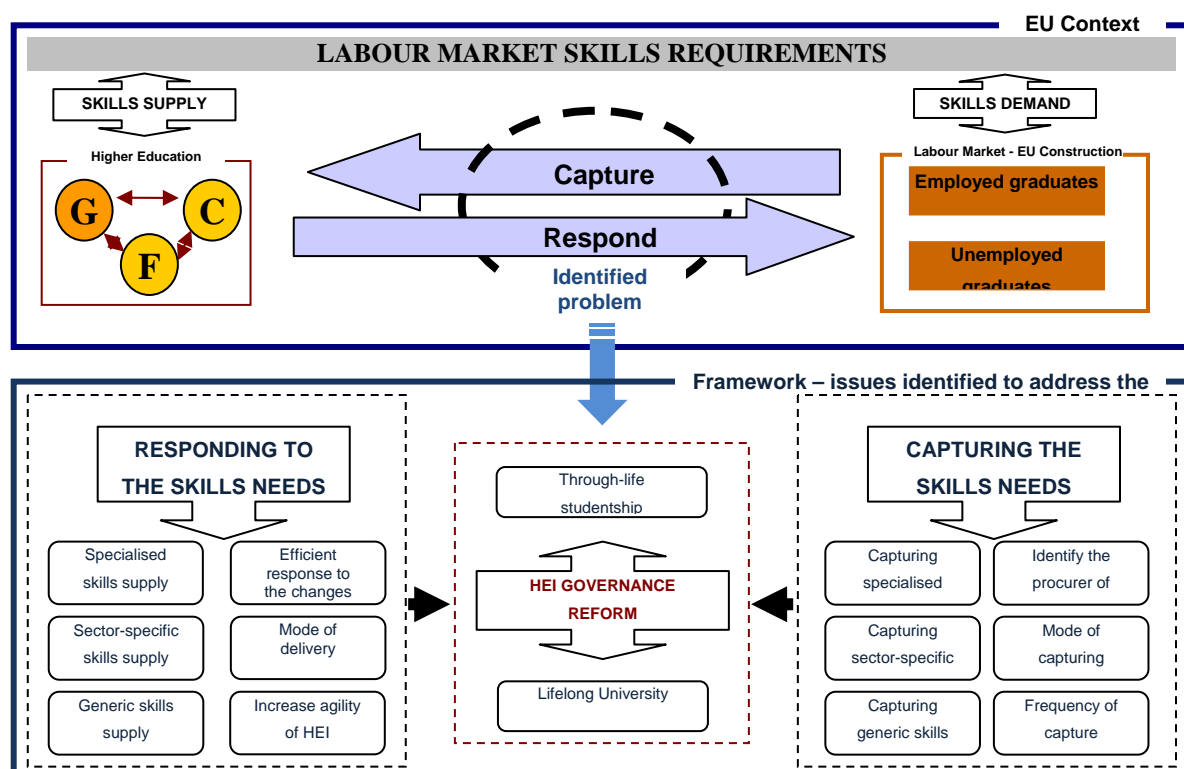 EU Context
LABOUR MARKET SKILLS REQUIREMENTS
SKILLS SUPPLY
SKILLS DEMAND
Higher Education
G
C
F
Capture
Respond
Identified
problem
Labour Market - EU Construction
Employed graduates
Unemployed
graduates
Framework – issues identified to address the
RESPONDING TO
THE SKILLS NEEDS
Specialised
skills supply
Efficient
response to
the changes
Sector-specific
skills supply
Mode of
delivery
Generic skills
supply
Increase agility
of HEI
Through-life
studentship
HEI GOVERNANCE
REFORM
Lifelong University
CAPTURING THE
SKILLS NEEDS
Capturing
specialised
Identify the
procurer of
Capturing
sector-specific
Mode of
capturing
Capturing
generic skills
Frequency of
capture